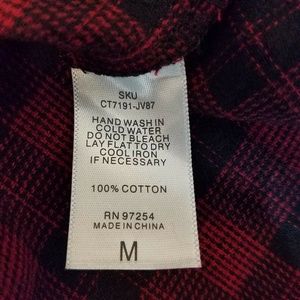 SKU
CT7191-JV87
HAND WASH IN
COLD WATER
DO NOT BLEACH
LAY FLAT TO DRY
COOL IRON
IF NECESSARY
100% COTTON
RN 97254
MADE IN CHINA
M